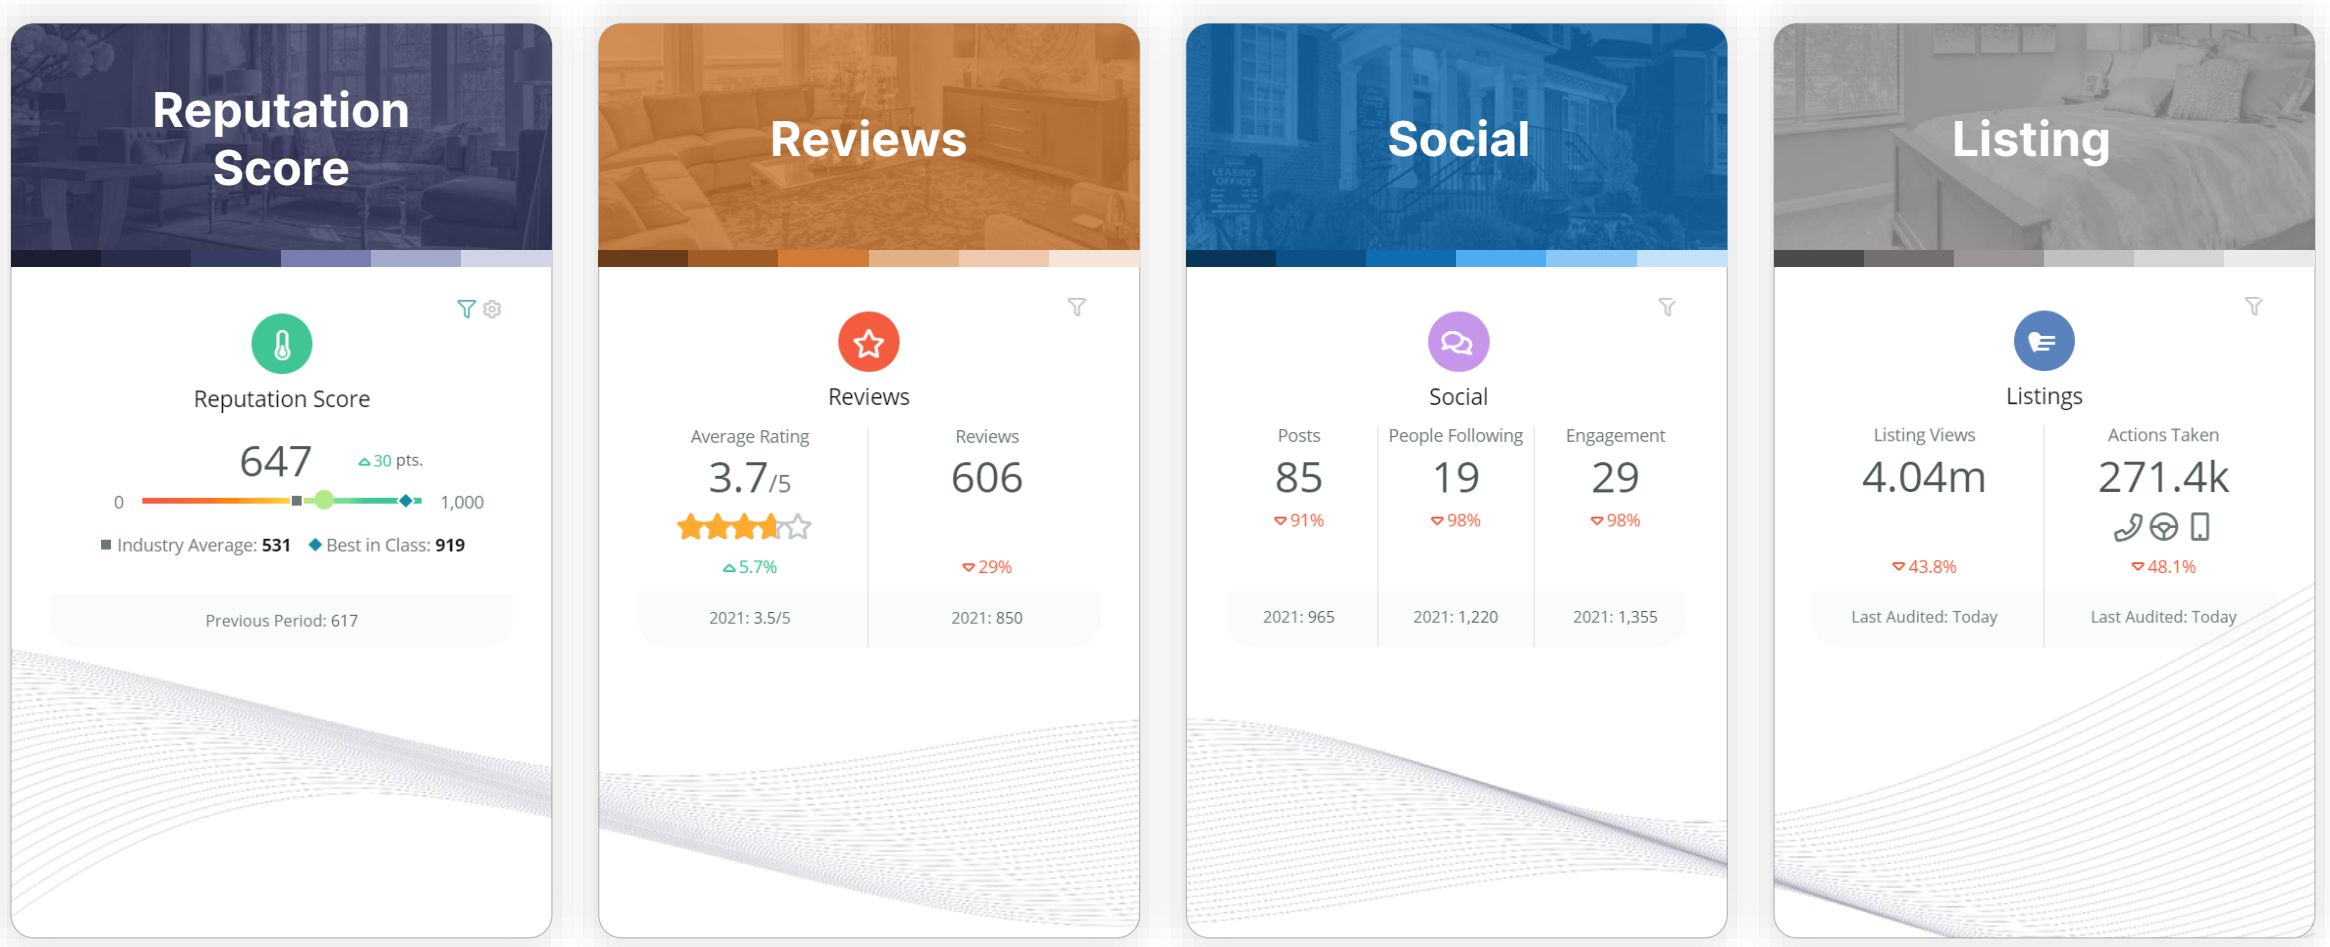 Reputation
Score
Reputation Score
647
30 pts.
0
1,000
Industry Average: 531
Best in Class: 919
Previous Period: 617
Reviews
Reviews
Average Rating
3.7/5
5.7%
2021: 3.5/5
Reviews
606
29%
2021: 850
Social
LEASING
OFFICE
Social
Posts
85
91%
2021: 965
People Following
19
98%
2021: 1,220
Engagement
29
98%
2021: 1,355
Listing
Listings
Listing Views
4.04m
43.8%
Last Audited: Today
Actions Taken
271.4k
48.1%
Last Audited: Today